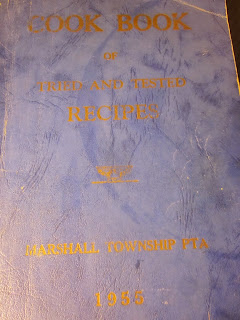 COOK BOOK
OF
TRIED AND TESTED
RECIPES
MARSHALL TOWNSHIP PTA
1955